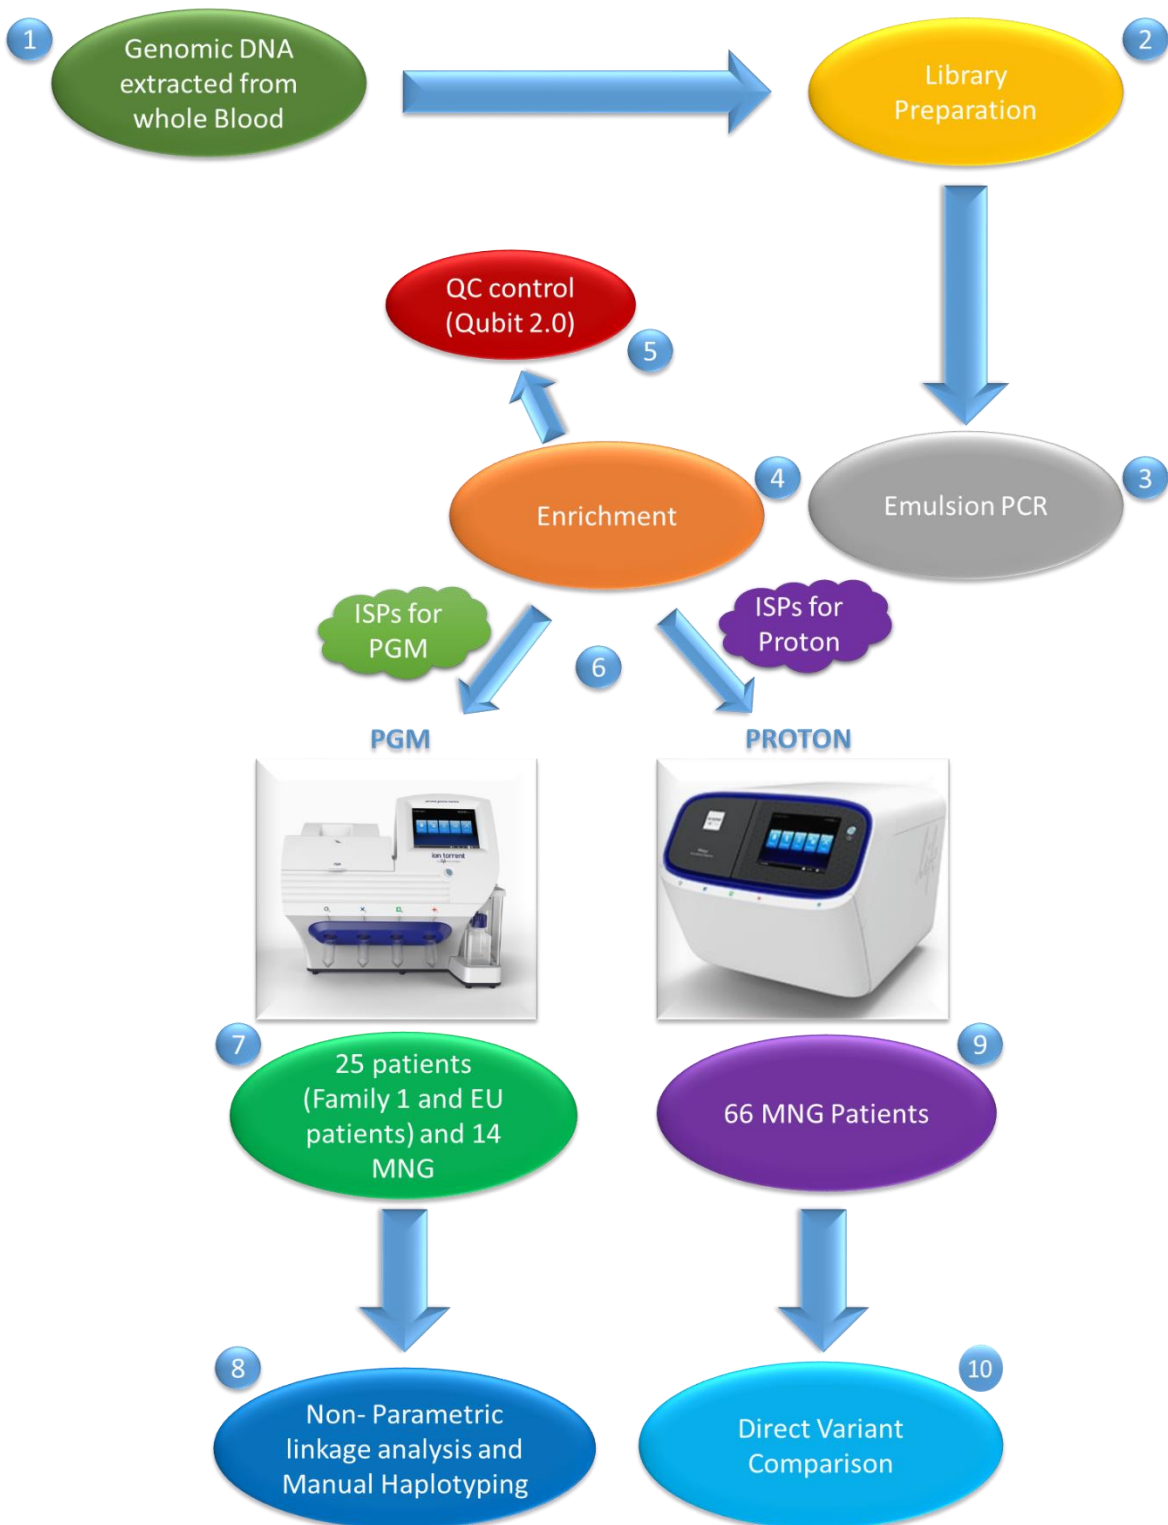 1
Genomic DNA
extracted from
whole Blood
2
Library
Preparation
QC control
(Qubit 2.0)
5
4
Enrichment
3
Emulsion PCR
ISPs for
PGM
ISPs for
Proton
6
PGM
PROTON
ion torrent
7
25 patients
(Family 1 and EU
patients) and 14
MNG
9
66 MNG Patients
8
Non- Parametric
linkage analysis and
Manual Haplotyping
10
Direct Variant
Comparison